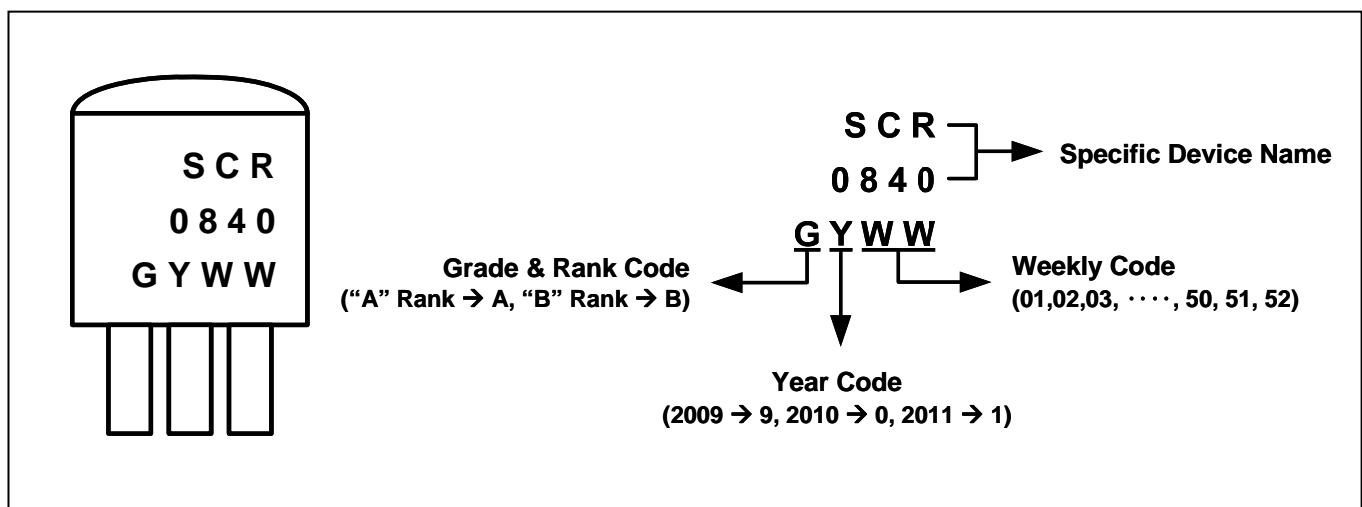 S C R
0 8 4 0
G Y W W
S C R
0 8 4 0
Specific Device Name
G Y W W
Grade & Rank Code
(“A” Rank → A, “B” Rank → B)
Weekly Code
(01,02,03, ‧‧‧‧, 50, 51, 52)
Year Code
(2009 → 9, 2010 → 0, 2011 → 1)